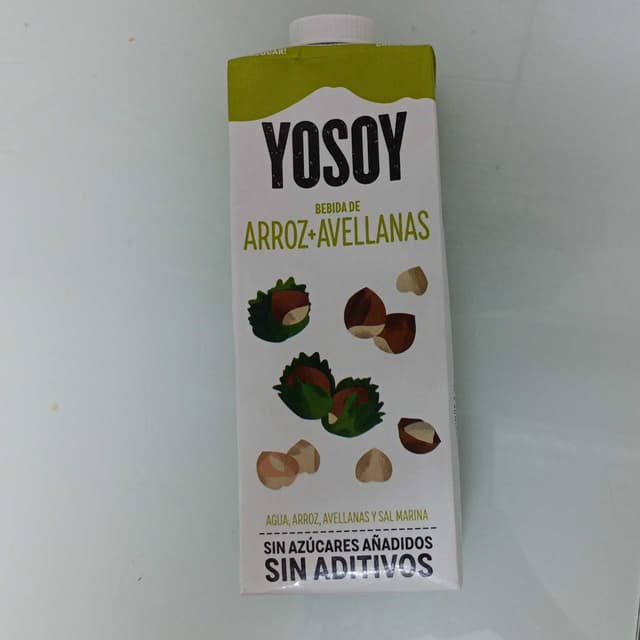 YOSOY
BEBIDA DE
ARROZ+AVELLANAS
AGUA, ARROZ, AVELLANAS Y SAL MARINA
SIN AZÚCARES AÑADIDOS
SIN ADITIVOS